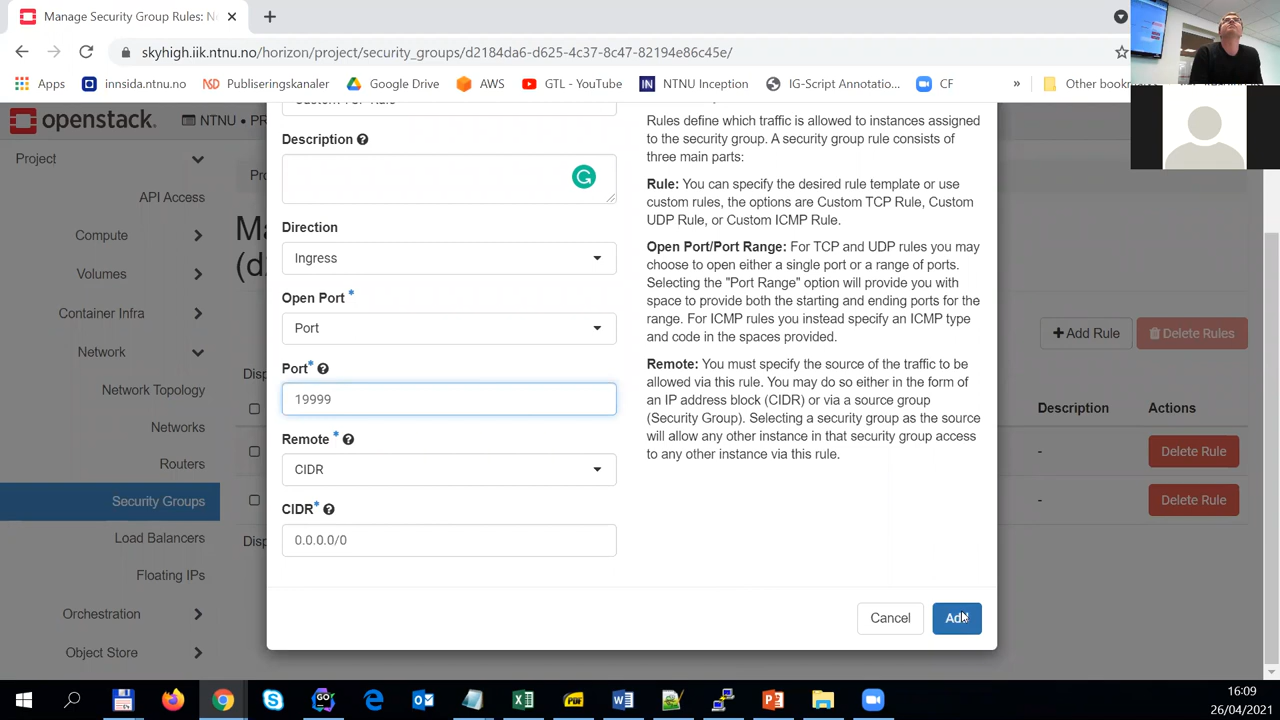 Manage Security Group Rules: N
skyhigh.iik.ntnu.no/horizon/project/security_groups/d2184da6-d625-4c37-8c47-82194e86c45e/
Apps
innsida.ntnu.no
Publiseringskanaler
Google Drive
AWS
GTL - YouTube
NTNU Inception
IG-Script Annotatio...
CF
»
Other bookm
openstack.
NTNU • PR
Project
API Access
Compute
Volumes
Container Infra
Network
Network Topology
Networks
Routers
Security Groups
Load Balancers
Floating IPs
Orchestration
Object Store
Pro
Ma
(d
Disp
Disp
Custom TCP Rule
Description
Direction
Ingress
Open Port *
Port
Port*
19999
Remote *
CIDR
CIDR*
0.0.0.0/0
Rules define which traffic is allowed to instances assigned
to the security group. A security group rule consists of
three main parts:
Rule: You can specify the desired rule template or use
custom rules, the options are Custom TCP Rule, Custom
UDP Rule, or Custom ICMP Rule.
Open Port/Port Range: For TCP and UDP rules you may
choose to open either a single port or a range of ports.
Selecting the "Port Range" option will provide you with
space to provide both the starting and ending ports for the
range. For ICMP rules you instead specify an ICMP type
and code in the spaces provided.
Remote: You must specify the source of the traffic to be
allowed via this rule. You may do so either in the form of
an IP address block (CIDR) or via a source group
(Security Group). Selecting a security group as the source
will allow any other instance in that security group access
to any other instance via this rule.
Cancel
Add
+ Add Rule
Delete Rules
Description
Actions
-
Delete Rule
-
Delete Rule
16:09
26/04/2021